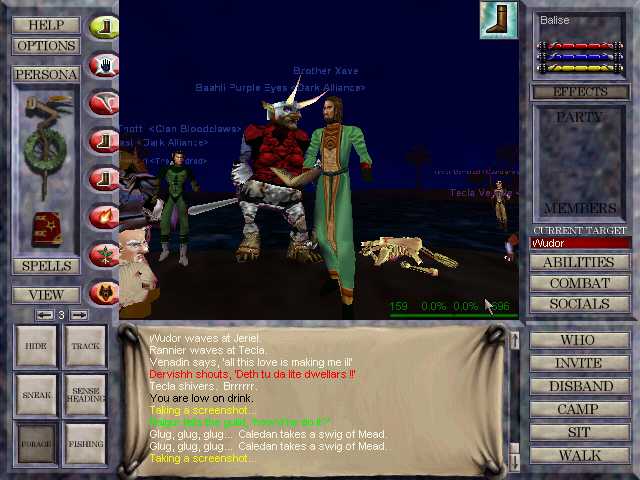 HELP
OPTIONS
PERSONA
SPELLS
VIEW
3
HIDE
TRACK
SNEAK
SENSE HEADING
FORAGE
FISHING
Brother Xave
Baahli Purple Eyes <Dark Alliance>
<Clan Bloodclaws>
<Dark Alliance>
Tecla
159 0.0% 0.0%
Wudor waves at Jeriel.
Rannier waves at Tecla.
Venadin says, 'all this love is making me ill'
Dervishh shouts, 'Deth tu da lite dwellars !!'
Tecla shivers. Brrrrrr.
You are low on drink.
Taking a screenshot...
tells the guild,
Glug, glug, glug... Caledan takes a swig of Mead.
Glug, glug, glug... Caledan takes a swig of Mead.
Taking a screenshot...
Balise
EFFECTS
PARTY
MEMBERS
CURRENT TARGET
Wudor
ABILITIES
COMBAT
SOCIALS
WHO
INVITE
DISBAND
CAMP
SIT
WALK